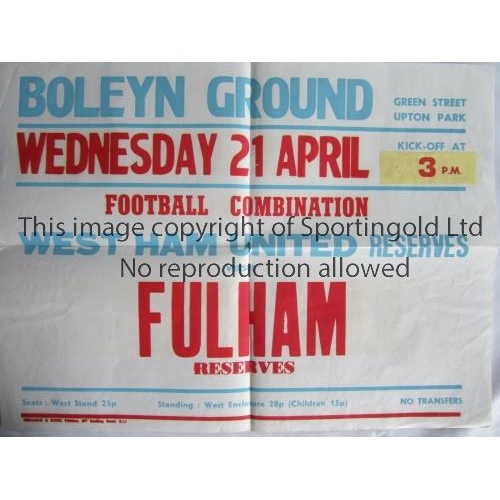 BOLEYN GROUND
GREEN STREET
UPTON PARK
WEDNESDAY 21 APRIL
KICK-OFF AT
3 P.M.
FOOTBALL COMBINATION
This image copyright of Sportingold Ltd
WEST HAM UNITED RESERVES
No reproduction allowed
FULHAM
RESERVES
Seats : West Stand 25p
Standing : West Enclosure 20p (Children 15p)
NO TRANSFERS